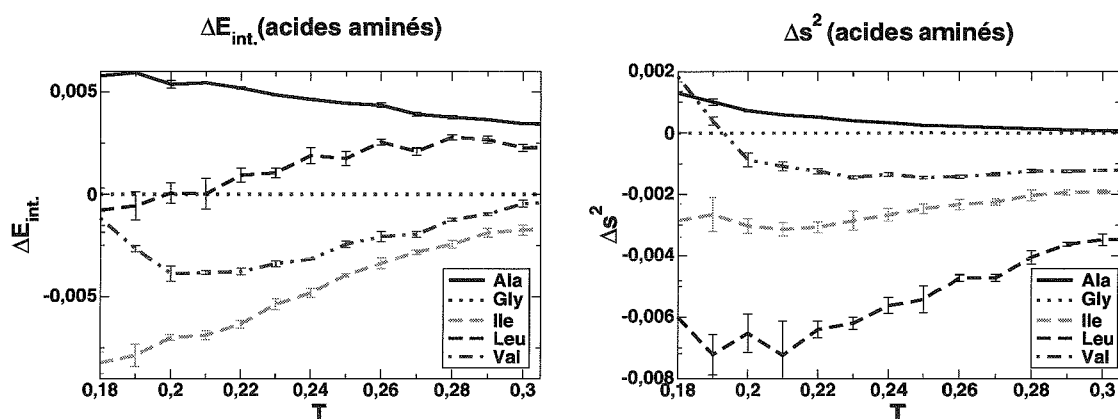 ΔE_int. (acides aminés)
ΔE_int.
0,005
0
-0,005
Ala
Gly
Ile
Leu
Val
0,18
0,2
0,22
0,24
0,26
0,28
0,3
T
Δs² (acides aminés)
Δs²
0,002
0
-0,002
-0,004
-0,006
-0,008
Ala
Gly
Ile
Leu
Val
0,18
0,2
0,22
0,24
0,26
0,28
0,3
T